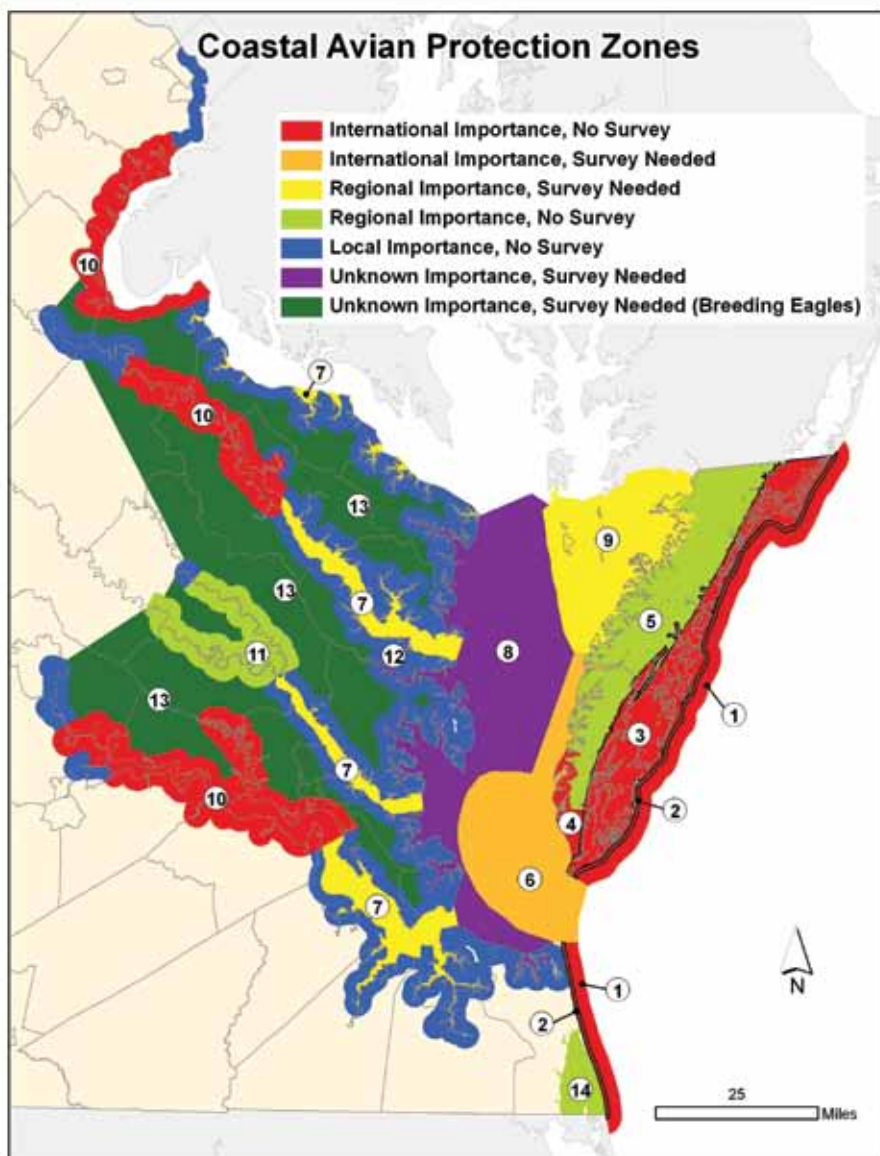 Coastal Avian Protection Zones
International Importance, No Survey
International Importance, Survey Needed
Regional Importance, Survey Needed
Regional Importance, No Survey
Local Importance, No Survey
Unknown Importance, Survey Needed
Unknown Importance, Survey Needed (Breeding Eagles)
10
7
10
13
9
13
7
5
11
12
8
1
13
3
7
2
10
4
6
7
1
N
2
14
25
Miles